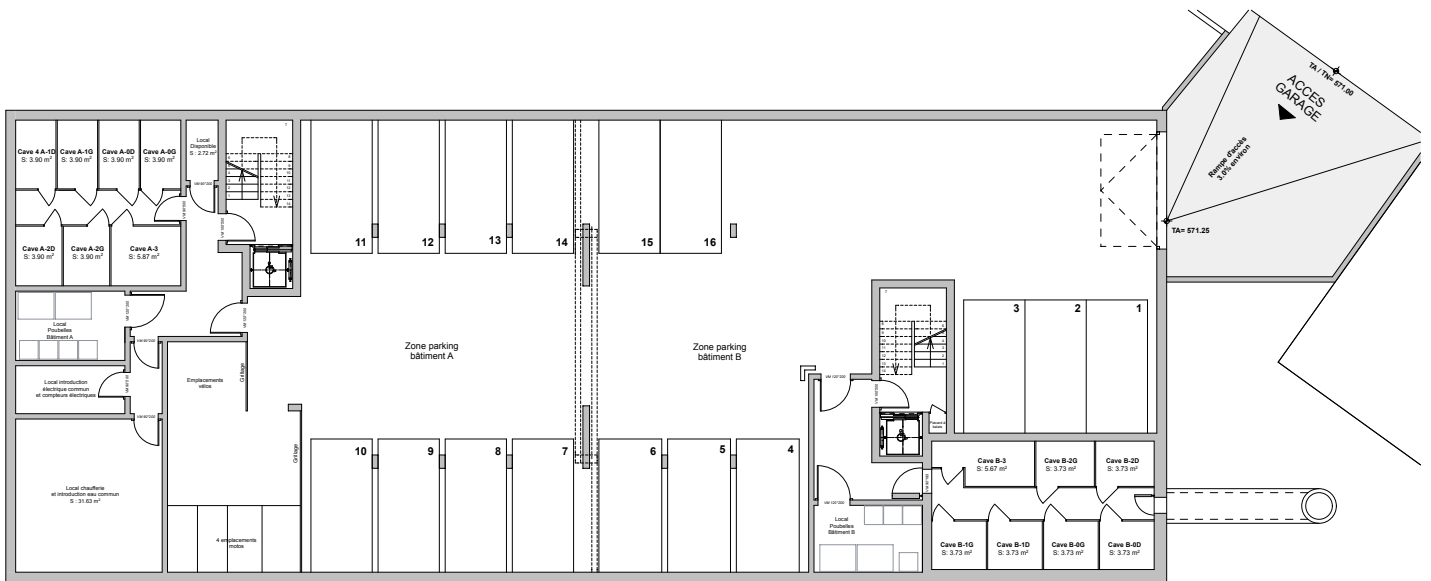 TA / TN= 571.00
ACCES
GARAGE
Rampe d'accès
3.0% environ
TA= 571.25
Cave 4 A-1D
S: 3.90 m²
Cave A-1G
S: 3.90 m²
Cave A-0D
S: 3.90 m²
Cave A-0G
S: 3.90 m²
Local
Disponible
S : 2.72 m²
Cave A-2D
S: 3.90 m²
Cave A-2G
S: 3.90 m²
Cave A-3
S: 5.87 m²
11
12
13
14
15
16
Local
Poubelles
Bâtiment A
Local introduction
électrique commun
et compteurs électriques
Emplacements
vélos
Grillage
Zone parking
bâtiment A
Zone parking
bâtiment B
3
2
1
Grillage
10
9
8
7
6
5
4
Local chaufferie
et introduction eau commun
S : 31.63 m²
4 emplacements
motos
Local
Poubelles
Bâtiment B
Cave B-3
S: 5.67 m²
Cave B-2G
S: 3.73 m²
Cave B-2D
S: 3.73 m²
Cave B-1G
S: 3.73 m²
Cave B-1D
S: 3.73 m²
Cave B-0G
S: 3.73 m²
Cave B-0D
S: 3.73 m²